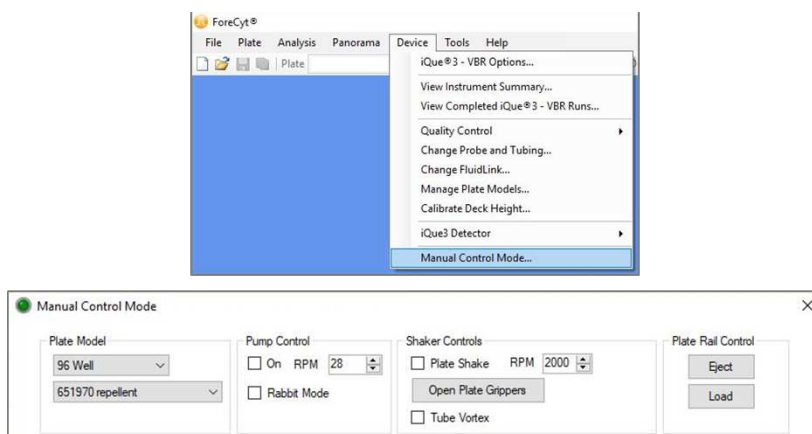 ForeCyt®
File Plate Analysis Panorama Device Tools Help
Plate
iQue®3 - VBR Options...
View Instrument Summary...
View Completed iQue®3 - VBR Runs...
Quality Control
Change Probe and Tubing...
Change FluidLink...
Manage Plate Models...
Calibrate Deck Height...
iQue3 Detector
Manual Control Mode...
Manual Control Mode
Plate Model
96 Well
651970 repellent
Pump Control
On RPM 28
Rabbit Mode
Shaker Controls
Plate Shake RPM 2000
Open Plate Grippers
Tube Vortex
Plate Rail Control
Eject
Load